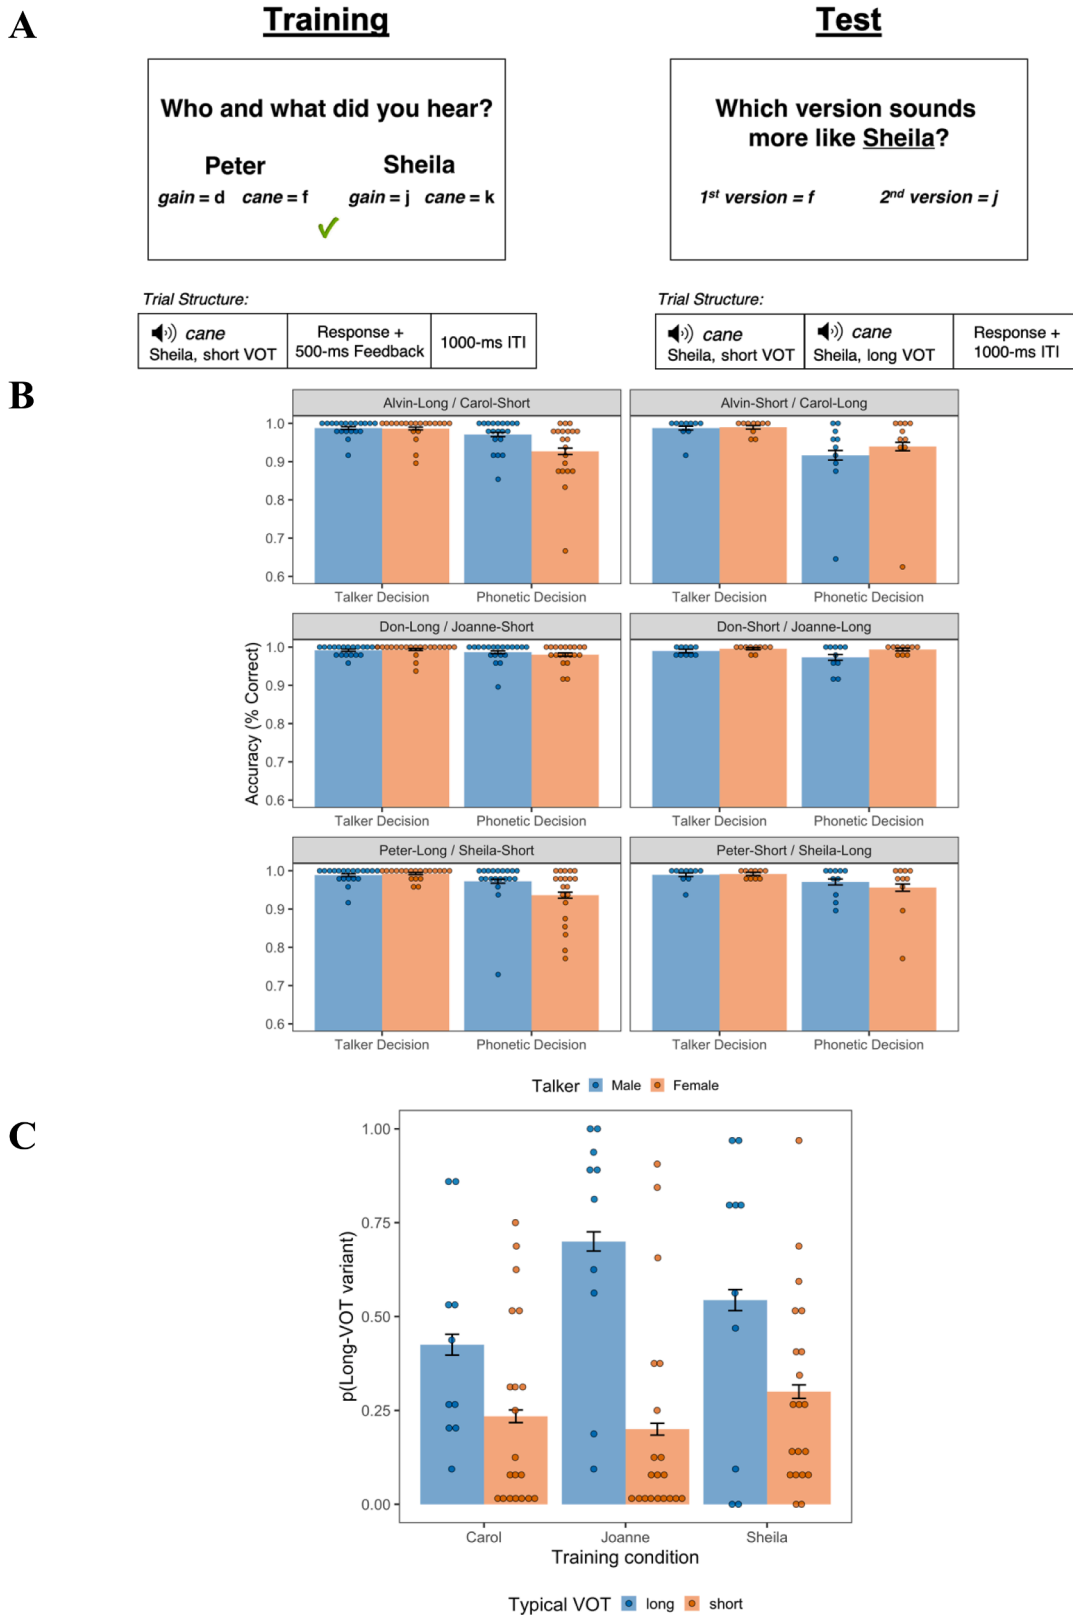 A
Training
Test
Who and what did you hear?
Peter
Sheila
gain = d cane = f
gain = j cane = k
Which version sounds
more like Sheila?
1st version = f
2nd version = j
Trial Structure:
cane
Sheila, short VOT
Response +
500-ms Feedback
1000-ms ITI
Trial Structure:
cane
Sheila, short VOT
cane
Sheila, long VOT
Response +
1000-ms ITI
B
Accuracy (% Correct)
Alvin-Long / Carol-Short
Alvin-Short / Carol-Long
1.0
0.9
0.8
0.7
0.6
Talker Decision
Phonetic Decision
Talker Decision
Phonetic Decision
Don-Long / Joanne-Short
Don-Short / Joanne-Long
1.0
0.9
0.8
0.7
0.6
Talker Decision
Phonetic Decision
Talker Decision
Phonetic Decision
Peter-Long / Sheila-Short
Peter-Short / Sheila-Long
1.0
0.9
0.8
0.7
0.6
Talker Decision
Phonetic Decision
Talker Decision
Phonetic Decision
Talker Male Female
C
p(Long-VOT variant)
1.00
0.75
0.50
0.25
0.00
Carol
Joanne
Sheila
Training condition
Typical VOT long short